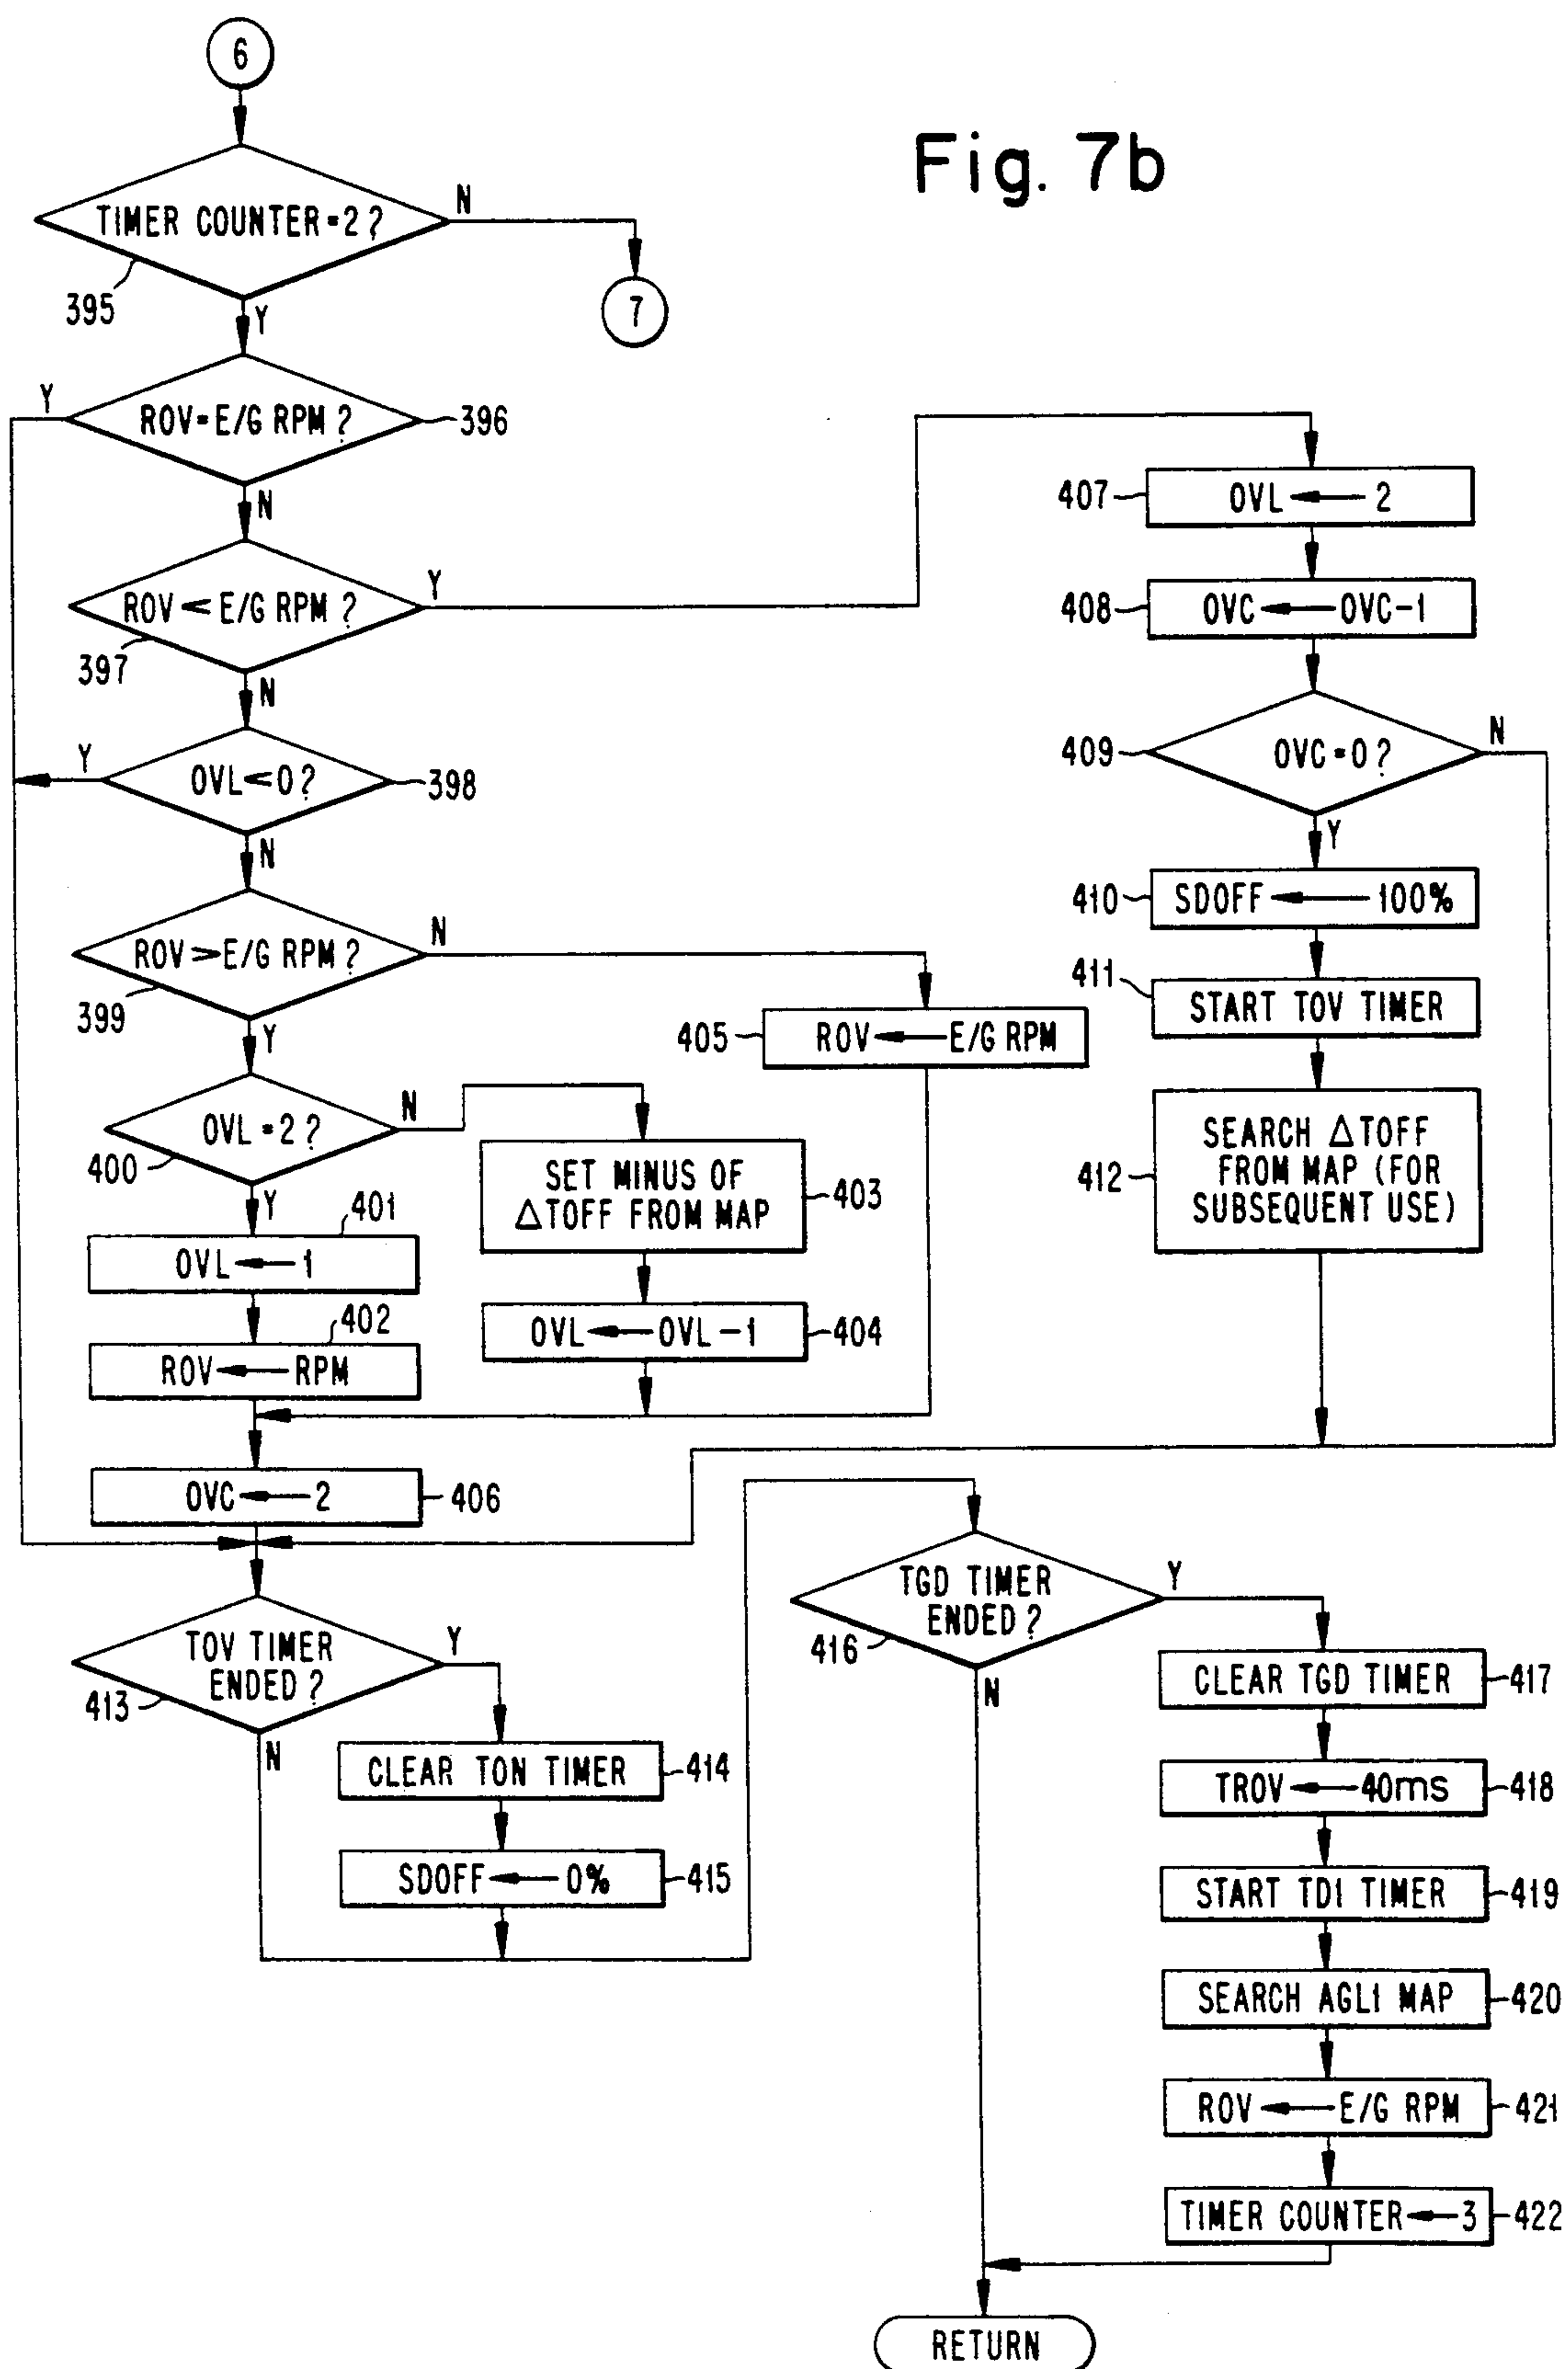 6
Fig. 7b
TIMER COUNTER=2?
N
395
Y
7
Y
ROV=E/G RPM?
396
N
ROV<E/G RPM?
Y
397
N
Y
OVL<0?
398
N
ROV>E/G RPM?
N
399
Y
405
ROV ← E/G RPM
OVL=2?
N
400
Y
401
OVL ← 1
402
ROV ← RPM
SET MINUS OF
△TOFF FROM MAP
403
OVL ← OVL-1
404
OVC ← 2
406
407
OVL ← 2
408
OVC ← OVC-1
409
OVC=0?
N
Y
410
SDOFF ← 100%
411
START TOV TIMER
412
SEARCH △TOFF
FROM MAP (FOR
SUBSEQUENT USE)
TOV TIMER
ENDED?
Y
413
N
CLEAR TON TIMER
414
SDOFF ← 0%
415
TGD TIMER
ENDED?
Y
416
N
CLEAR TGD TIMER
417
TROV ← 40ms
418
START TD1 TIMER
419
SEARCH AGL1 MAP
420
ROV ← E/G RPM
421
TIMER COUNTER ← 3
422
RETURN